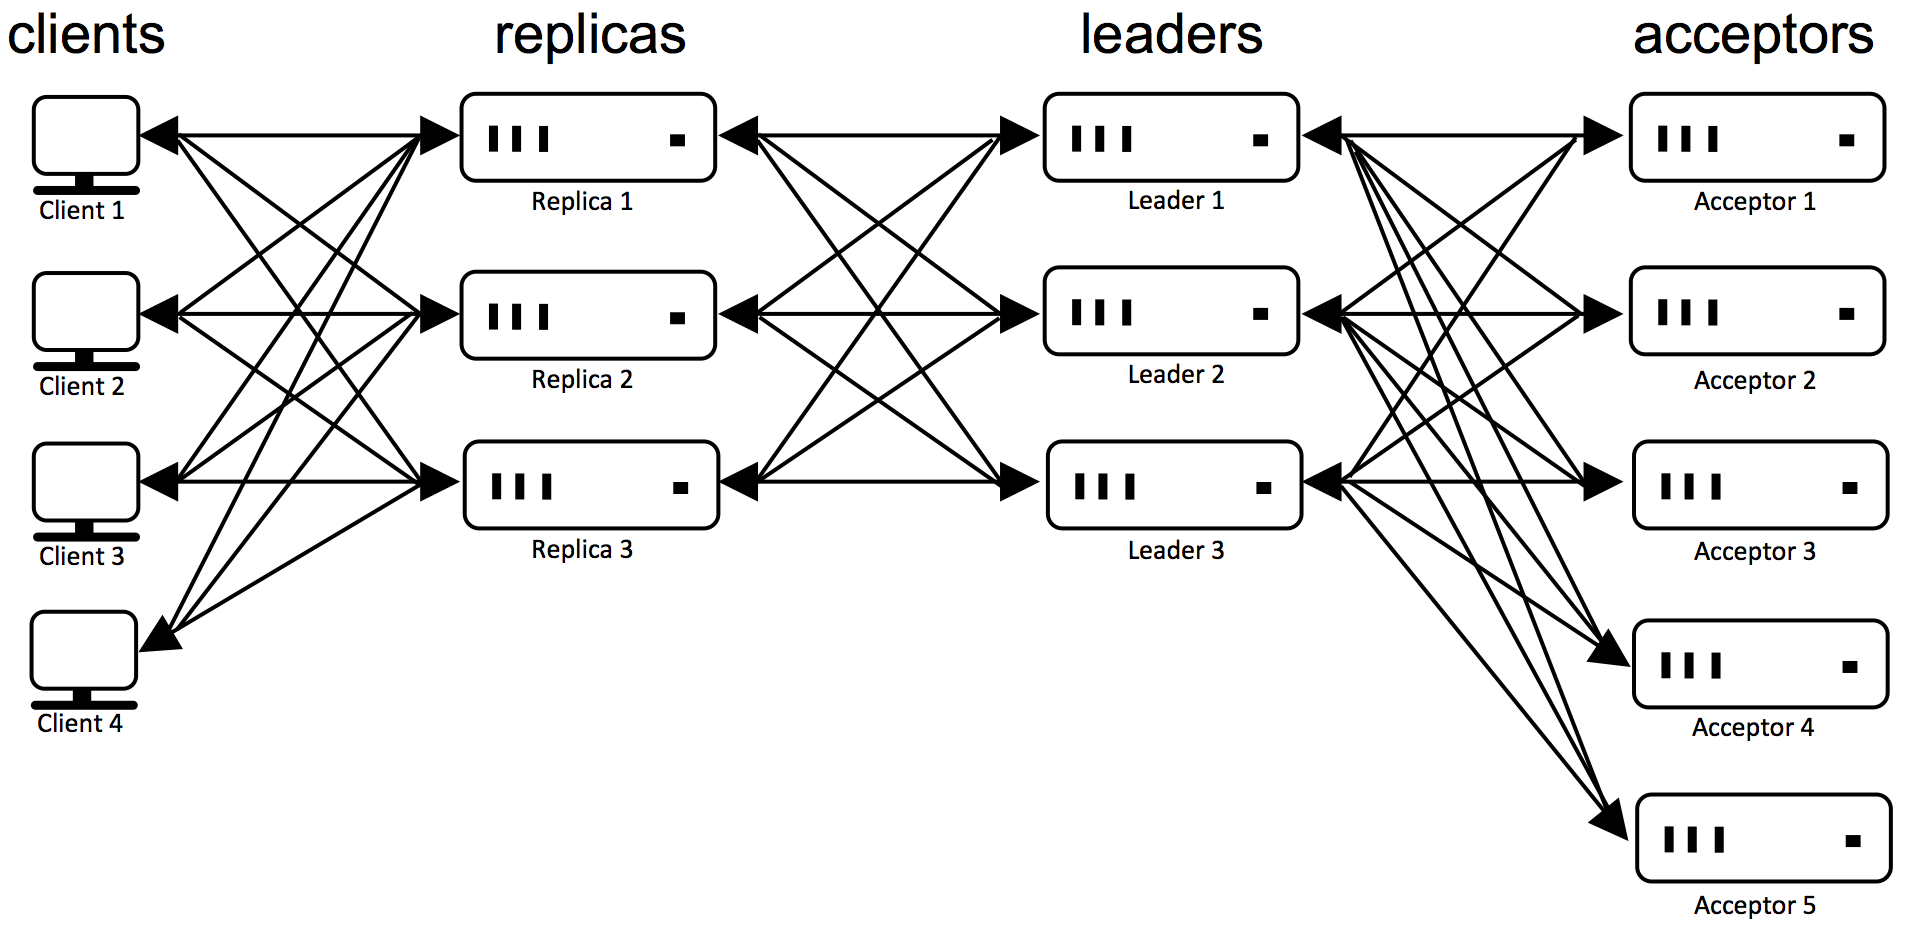 clients
replicas
leaders
acceptors
Client 1
Replica 1
Leader 1
Acceptor 1
Client 2
Replica 2
Leader 2
Acceptor 2
Client 3
Replica 3
Leader 3
Acceptor 3
Client 4
Acceptor 4
Acceptor 5